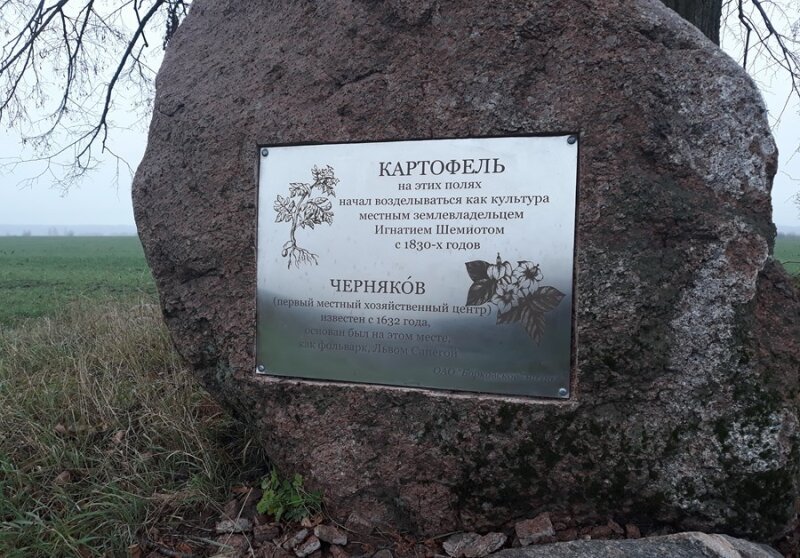 КАРТОФЕЛЬ
на этих полях
начал возделываться как культура
местным землевладельцем
Игнатием Шемиотом
с 1830-х годов
ЧЕРНЯКО́В
(первый местный хозяйственный центр)
известен с 1632 года,
основан был на этом месте,
как фольварк, Львом Сапегой
ОАО